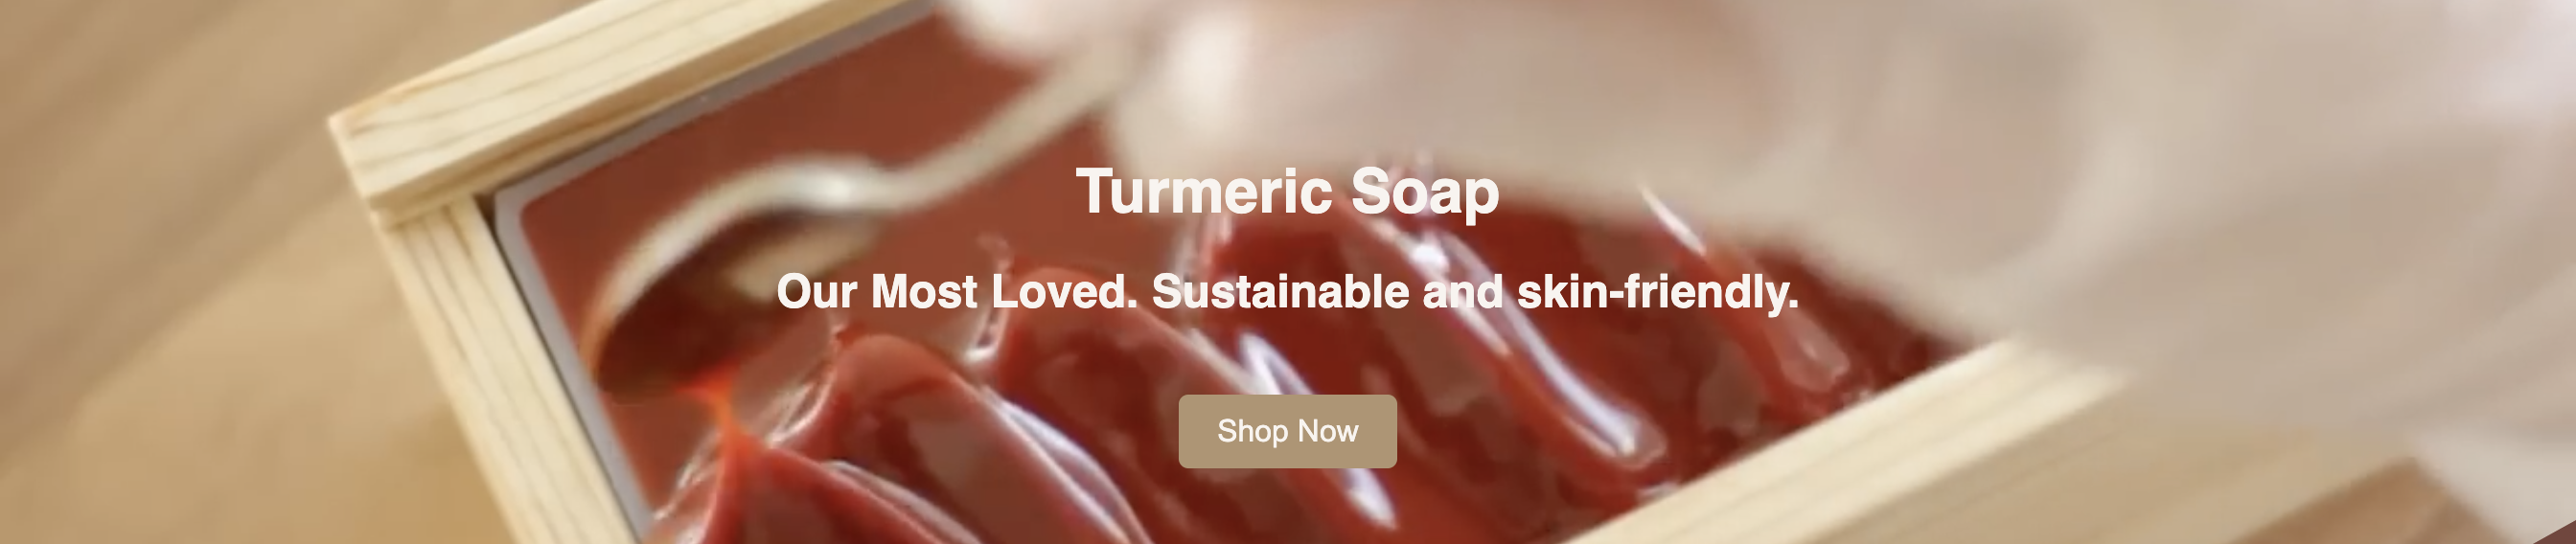 Turmeric Soap
Our Most Loved. Sustainable and skin-friendly.
Shop Now